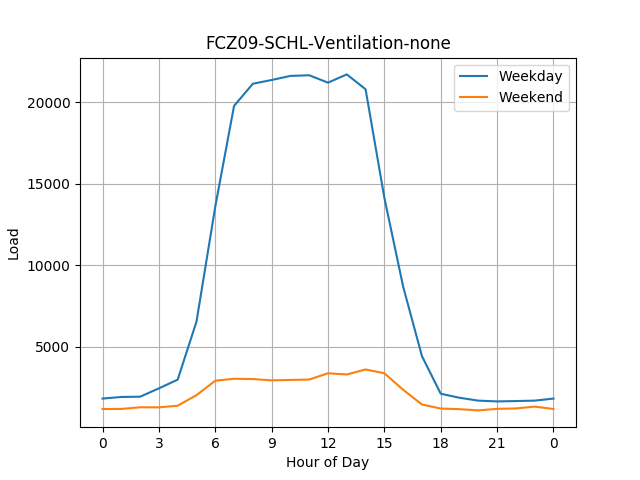 FCZ09-SCHL-Ventilation-none
Weekday
Weekend
20000
15000
10000
5000
Load
0 3 6 9 12 15 18 21 0
Hour of Day